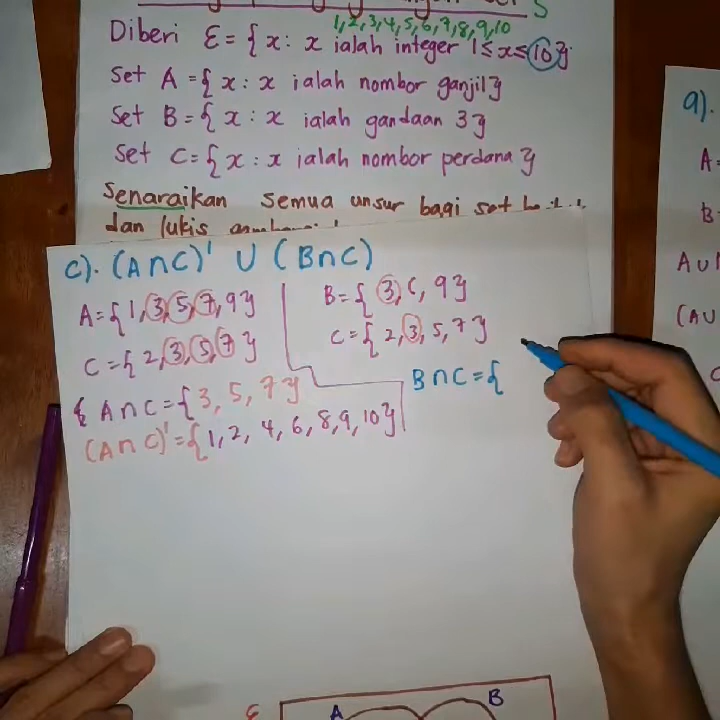 S
1,2,3,4,5,6,7,8,9,10
Diberi Ɛ = { x : x ialah integer 1 ≤ x ≤ 10 }
Set A = { x : x ialah nombor ganjil }
Set B = { x : x ialah gandaan 3 }
Set C = { x : x ialah nombor perdana }
Senaraikan semua unsur bagi set
dan lukis
c). (A∩C)' ∪ (B∩C)
A = {1, 3, 5, 7, 9}
C = {2, 3, 5, 7}
A∩C = {3, 5, 7}
(A∩C)' = {1, 2, 4, 6, 8, 9, 10}
B = {3, 6, 9}
C = {2, 3, 5, 7}
B∩C = {
Ɛ
A
B
a).
A
B
A∪
(A∪